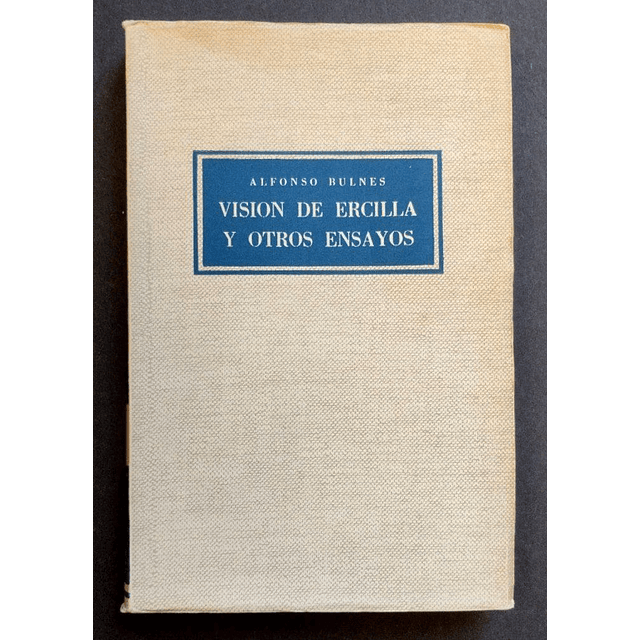 ALFONSO BULNES
VISION DE ERCILLA
Y OTROS ENSAYOS